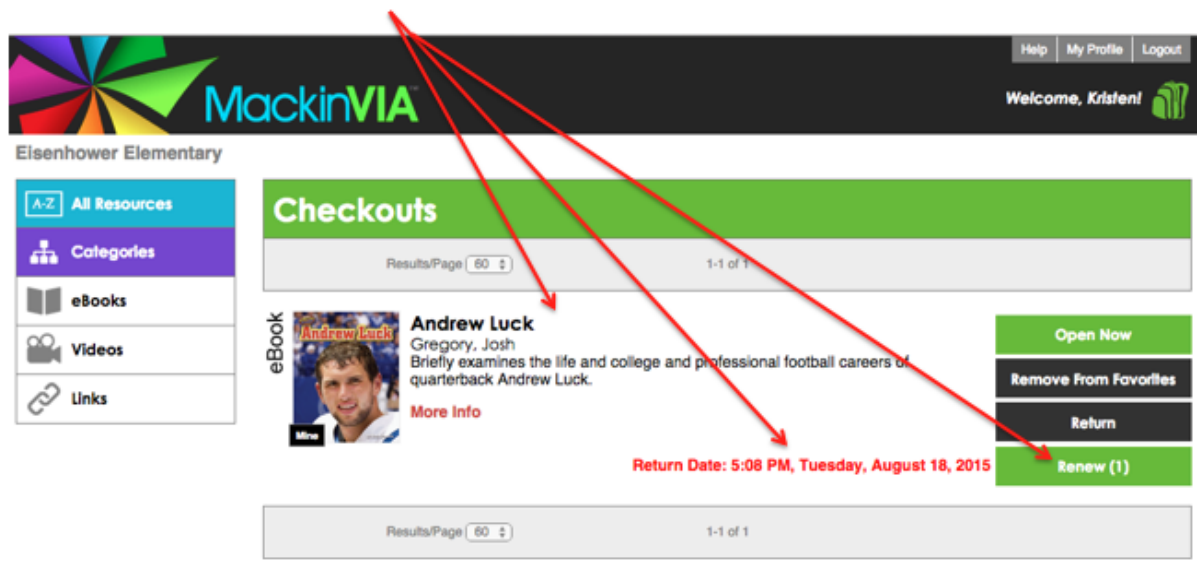 Help My Profile Logout
MackinVIA
Welcome, Kristen!
Eisenhower Elementary
A-Z All Resources
Categories
eBooks
Videos
Links
Checkouts
Results/Page 60 1-1 of 1
eBook
Andrew Luck
Mine
Andrew Luck
Gregory, Josh
Briefly examines the life and college and professional football careers of
quarterback Andrew Luck.
More Info
Return Date: 5:08 PM, Tuesday, August 18, 2015
Open Now
Remove From Favorites
Return
Renew (1)
Results/Page 60 1-1 of 1